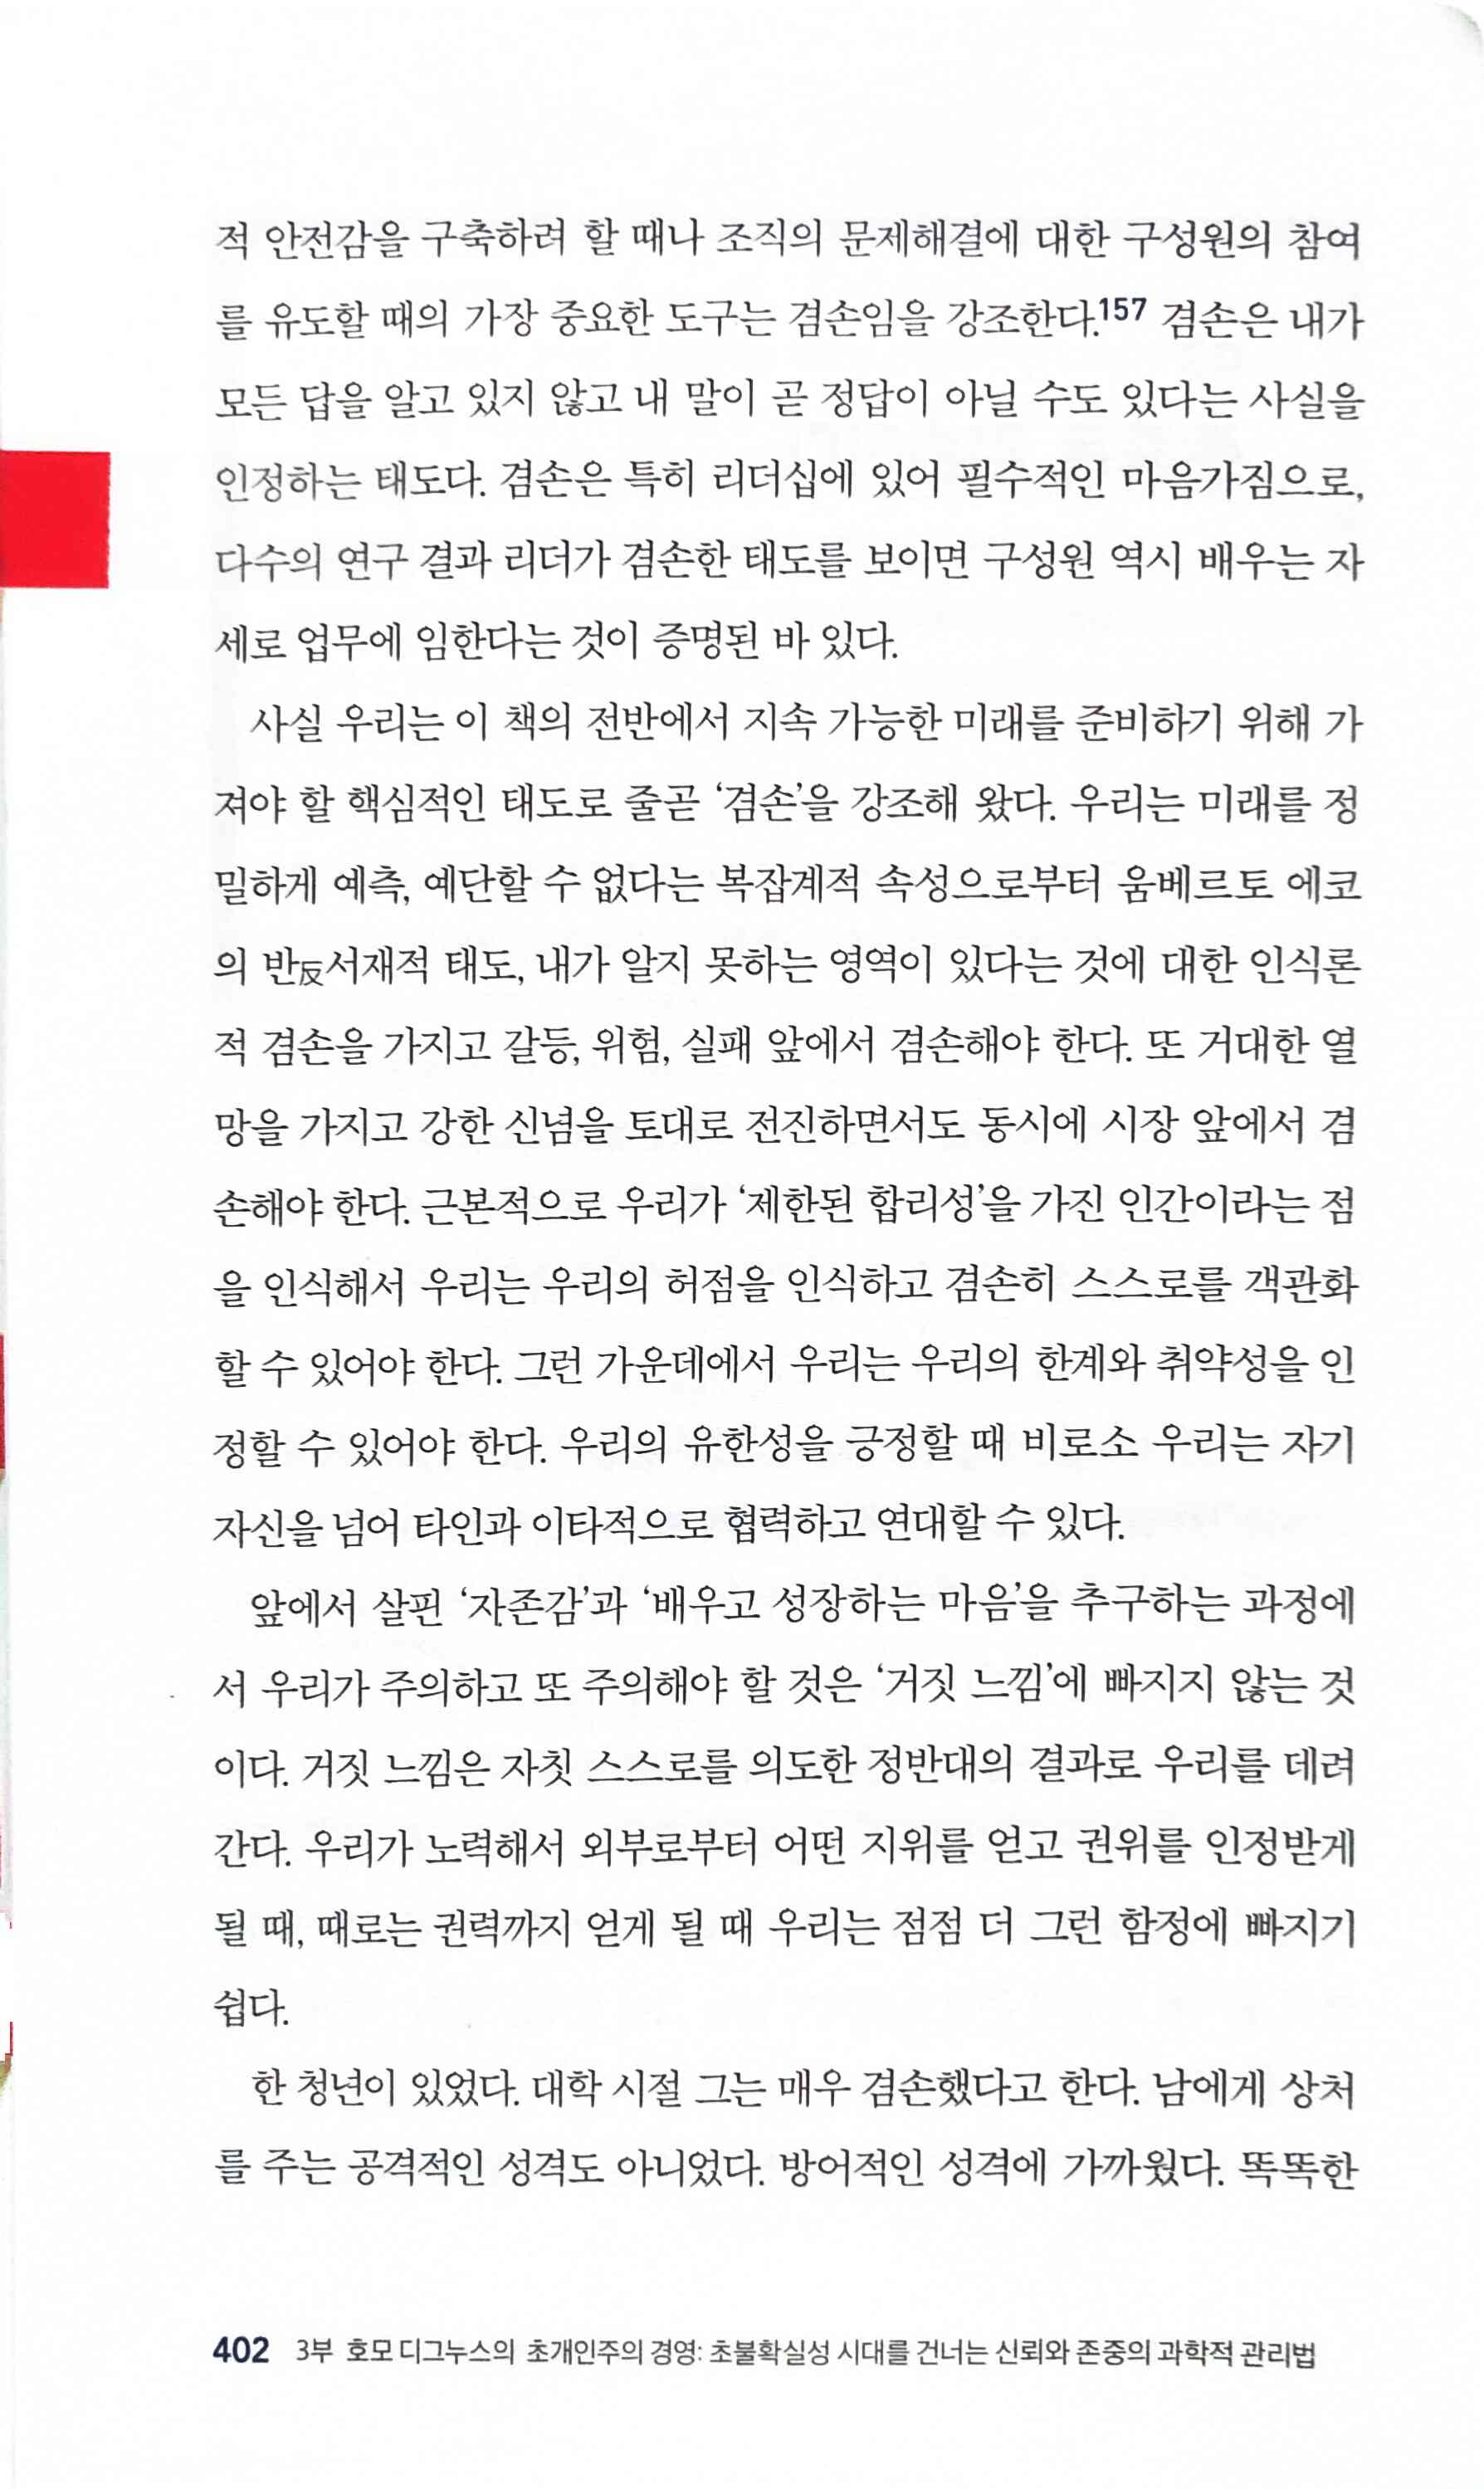 적 안전감을 구축하려 할 때나 조직의 문제해결에 대한 구성원의 참여
를 유도할 때의 가장 중요한 도구는 겸손임을 강조한다.157 겸손은 내가
모든 답을 알고 있지 않고 내 말이 곧 정답이 아닐 수도 있다는 사실을
인정하는 태도다. 겸손은 특히 리더십에 있어 필수적인 마음가짐으로,
다수의 연구 결과 리더가 겸손한 태도를 보이면 구성원 역시 배우는 자
세로 업무에 임한다는 것이 증명된 바 있다.
사실 우리는 이 책의 전반에서 지속 가능한 미래를 준비하기 위해 가
져야 할 핵심적인 태도로 줄곧 ‘겸손’을 강조해 왔다. 우리는 미래를 정
밀하게 예측, 예단할 수 없다는 복잡계적 속성으로부터 움베르토 에코
의 반反서재적 태도, 내가 알지 못하는 영역이 있다는 것에 대한 인식론
적 겸손을 가지고 갈등, 위험, 실패 앞에서 겸손해야 한다. 또 거대한 열
망을 가지고 강한 신념을 토대로 전진하면서도 동시에 시장 앞에서 겸
손해야 한다. 근본적으로 우리가 ‘제한된 합리성’을 가진 인간이라는 점
을 인식해서 우리는 우리의 허점을 인식하고 겸손히 스스로를 객관화
할 수 있어야 한다. 그런 가운데에서 우리는 우리의 한계와 취약성을 인
정할 수 있어야 한다. 우리의 유한성을 긍정할 때 비로소 우리는 자기
자신을 넘어 타인과 이타적으로 협력하고 연대할 수 있다.
앞에서 살핀 ‘자존감’과 ‘배우고 성장하는 마음’을 추구하는 과정에
서 우리가 주의하고 또 주의해야 할 것은 ‘거짓 느낌’에 빠지지 않는 것
이다. 거짓 느낌은 자칫 스스로를 의도한 정반대의 결과로 우리를 데려
간다. 우리가 노력해서 외부로부터 어떤 지위를 얻고 권위를 인정받게
될 때, 때로는 권력까지 얻게 될 때 우리는 점점 더 그런 함정에 빠지기
쉽다.
한 청년이 있었다. 대학 시절 그는 매우 겸손했다고 한다. 남에게 상처
를 주는 공격적인 성격도 아니었다. 방어적인 성격에 가까웠다. 똑똑한
402 3부 호모 디그누스의 초개인주의 경영: 초불확실성 시대를 건너는 신뢰와 존중의 과학적 관리법